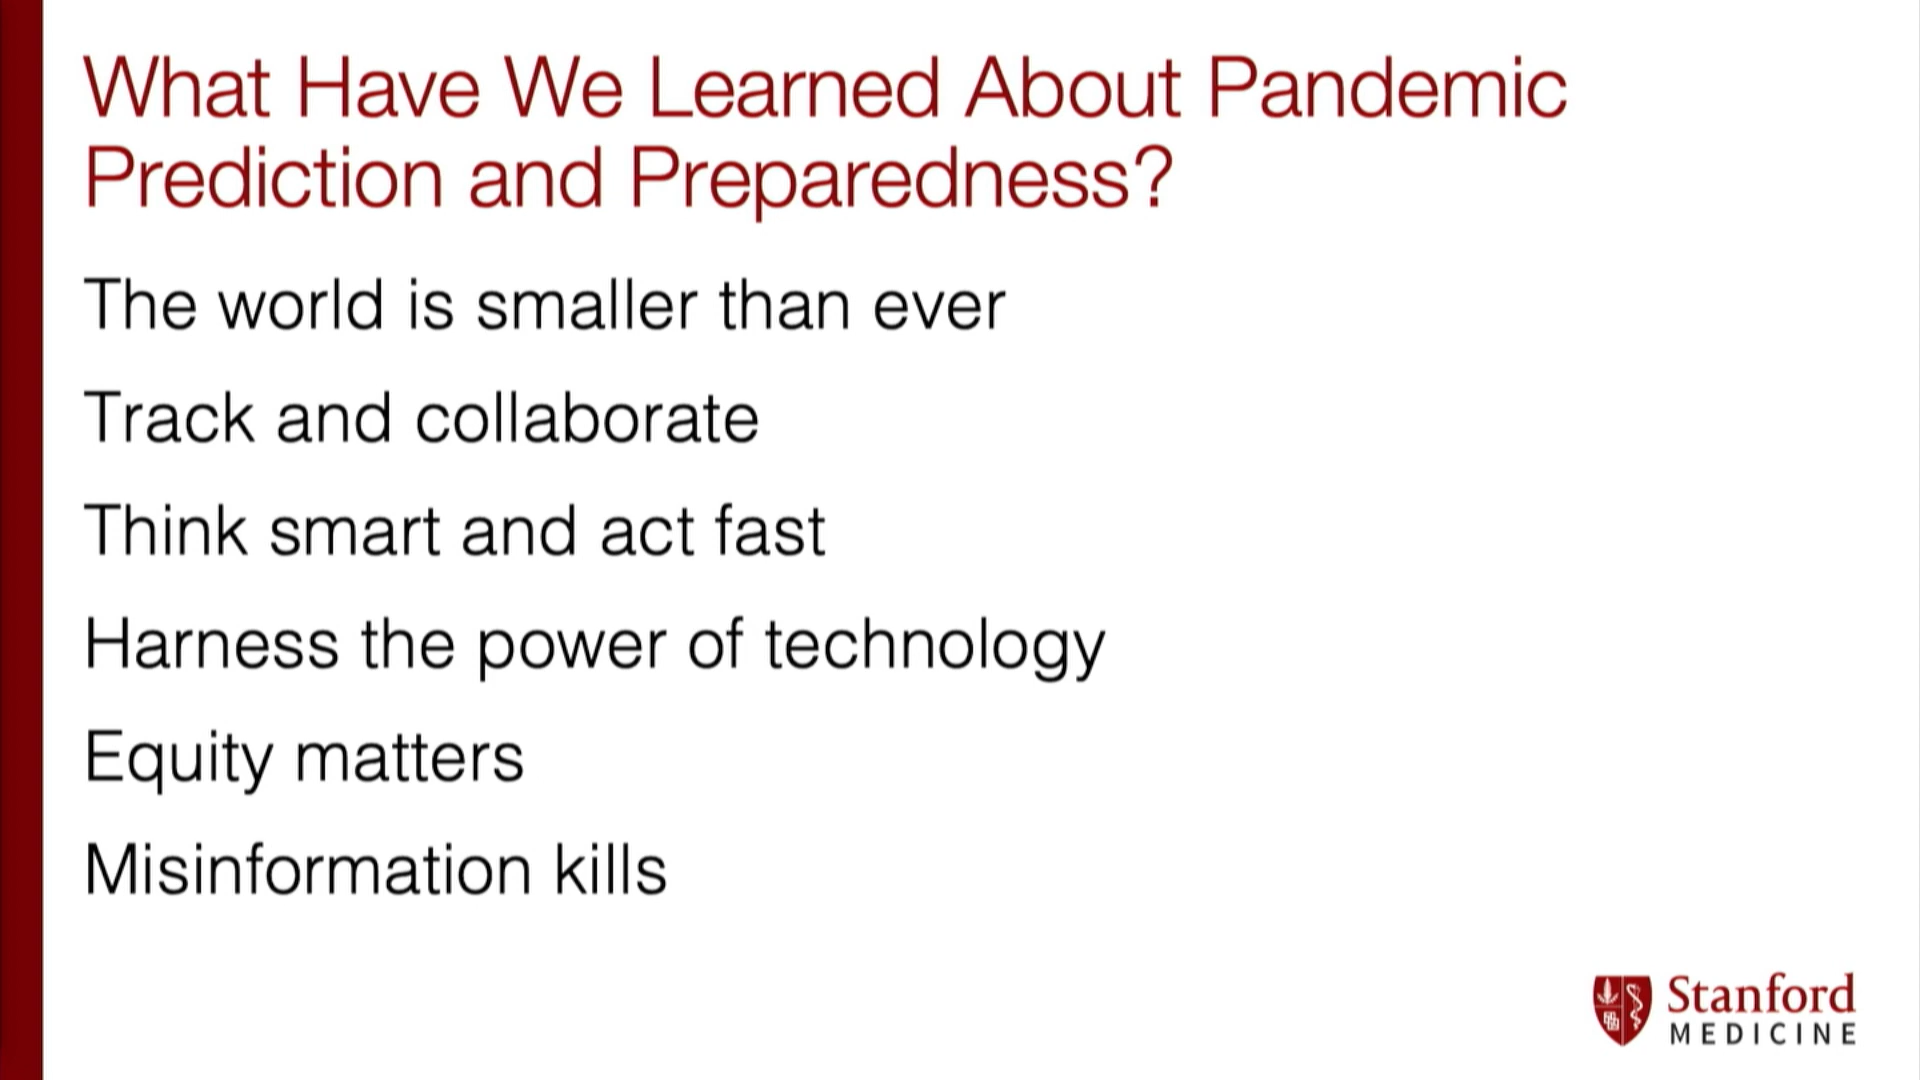 What Have We Learned About Pandemic
Prediction and Preparedness?
The world is smaller than ever
Track and collaborate
Think smart and act fast
Harness the power of technology
Equity matters
Misinformation kills
Stanford
MEDICINE